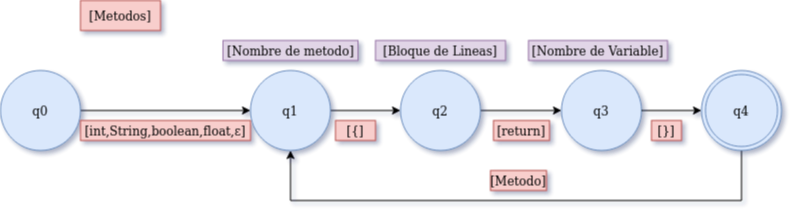 [Metodos]
[Nombre de metodo]
[Bloque de Lineas]
[Nombre de Variable]
q0
q1
q2
q3
q4
[int,String,boolean,float,ε]
[{]
[return]
[}]
[Metodo]